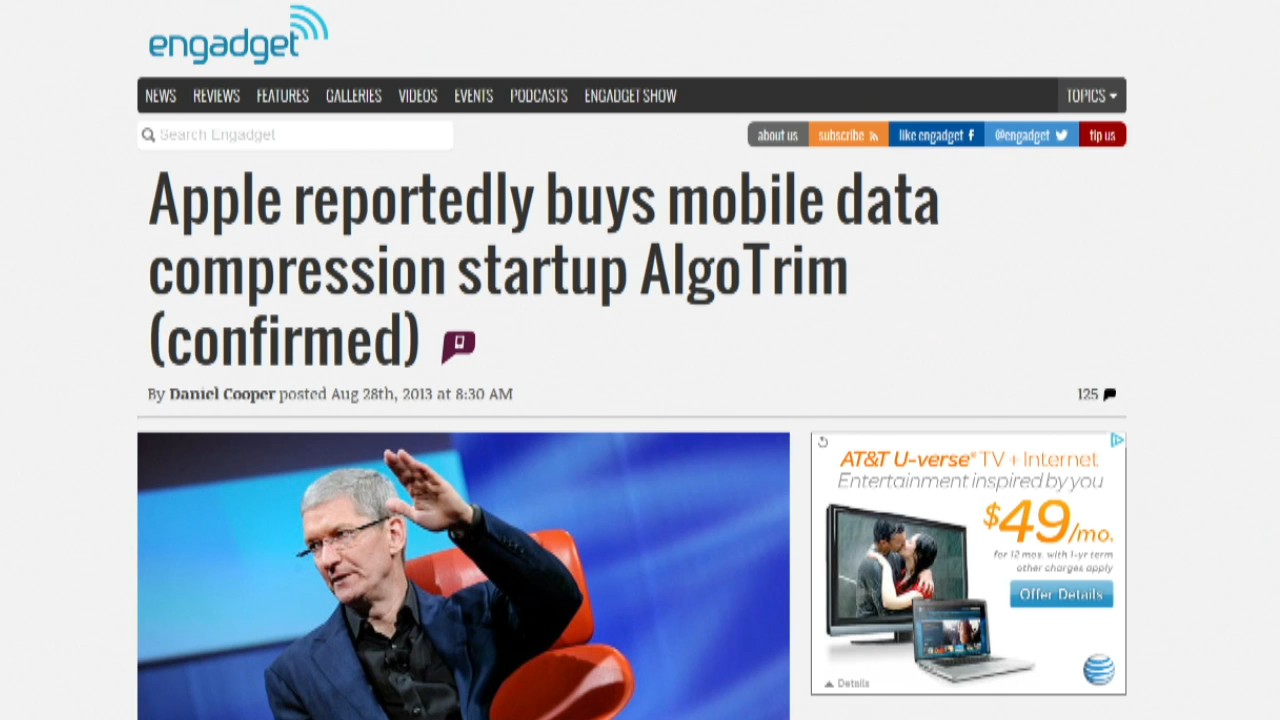 engadget
NEWS REVIEWS FEATURES GALLERIES VIDEOS EVENTS PODCASTS ENGADGET SHOW TOPICS
Search Engadget
about us subscribe like engadget @engadget tip us
Apple reportedly buys mobile data
compression startup AlgoTrim
(confirmed)
By Daniel Cooper posted Aug 28th, 2013 at 8:30 AM
125
AT&T U-verse® TV + Internet
Entertainment inspired by you
$49/mo.
for 12 mos. with 1-yr term
other charges apply
Offer Details
Details